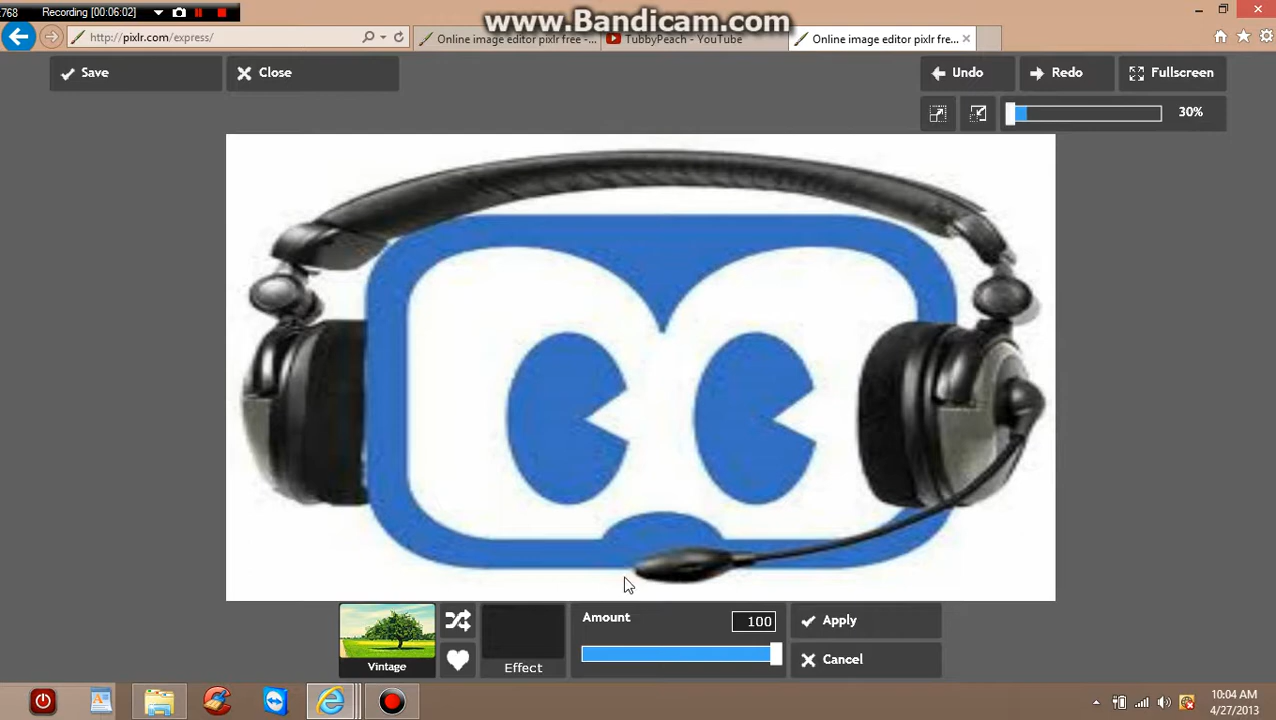 :768
Recording [00:06:02]
www.Bandicam.com
http://pixlr.com/express/
Online image editor pixlr free -...
TubbyPeach - YouTube
Online image editor pixlr fre...
Save
Close
Undo
Redo
Fullscreen
30%
Amount
100
Apply
Vintage
Effect
Cancel
10:04 AM
4/27/2013